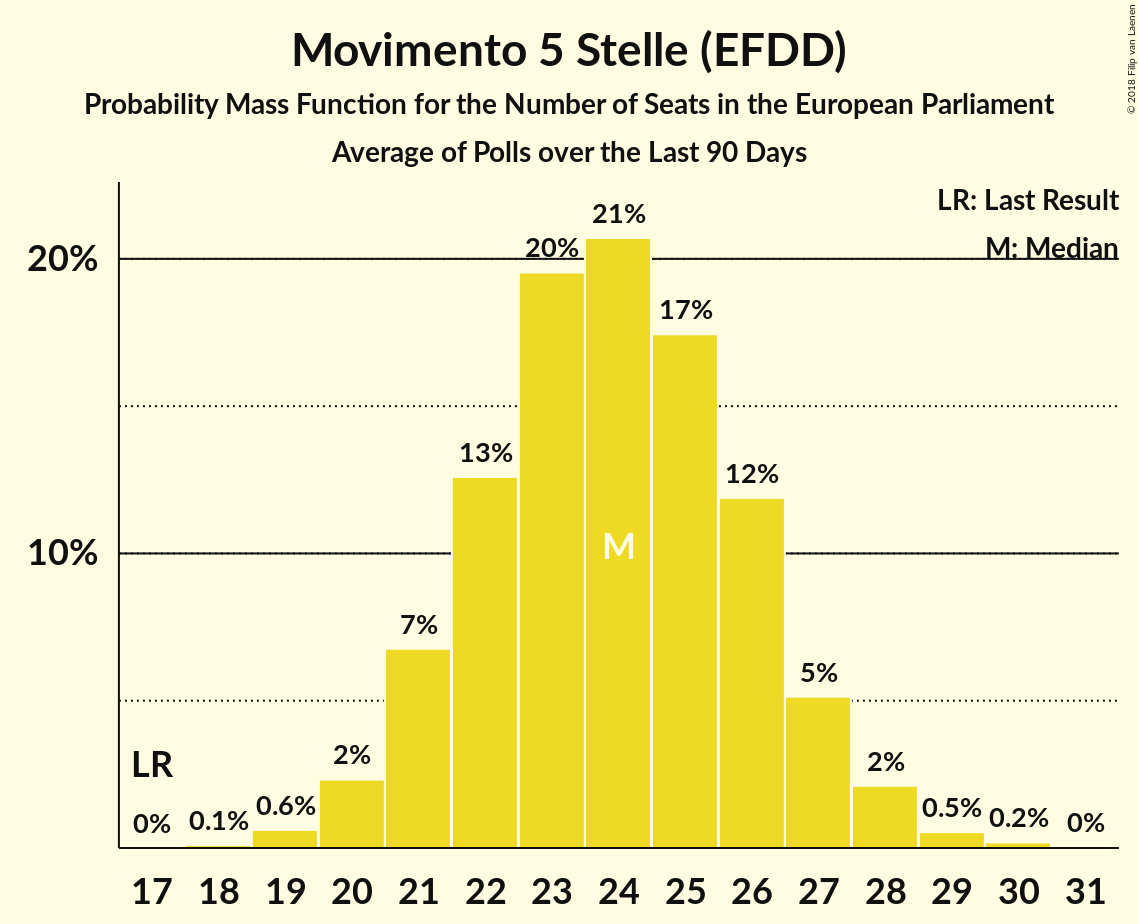 Movimento 5 Stelle (EFDD)
Probability Mass Function for the Number of Seats in the European Parliament
Average of Polls over the Last 90 Days
© 2018 Filip van Laenen
LR: Last Result
M: Median
20%
10%
LR
0%
0.1%
0.6%
2%
7%
13%
20%
21%
17%
12%
5%
2%
0.5%
0.2%
0%
M
17 18 19 20 21 22 23 24 25 26 27 28 29 30 31